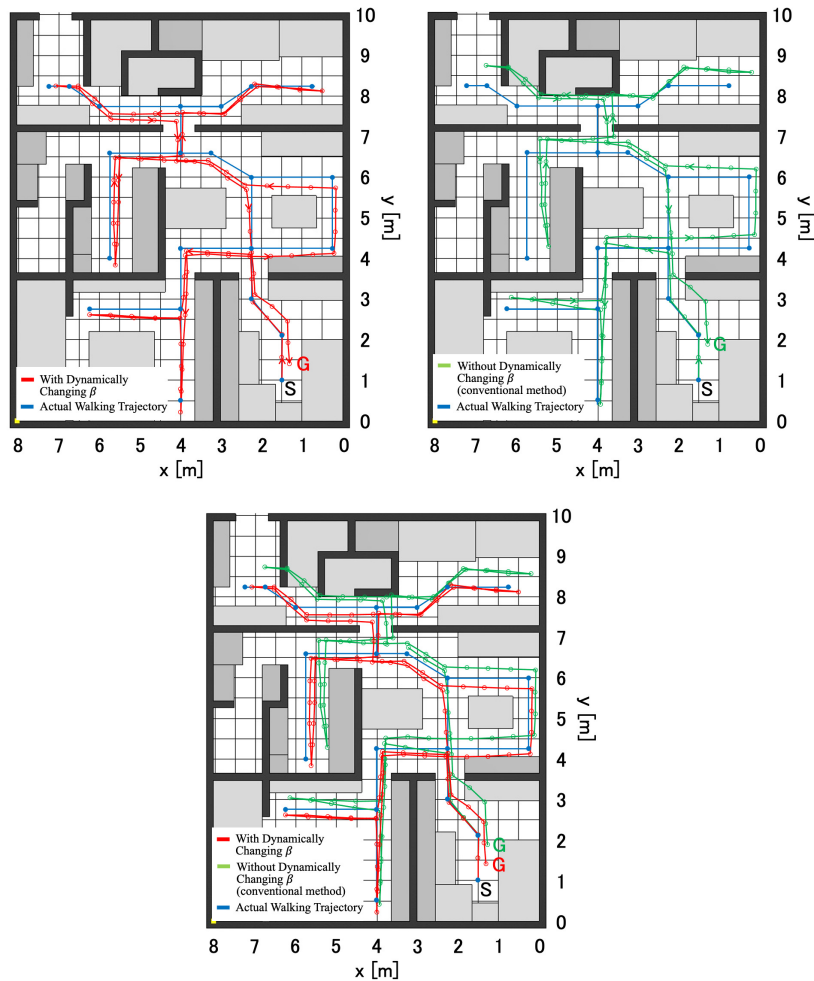 10
9
8
7
6
5
4
3
2
1
0
y [m]
8 7 6 5 4 3 2 1 0
x [m]
With Dynamically
Changing β
Actual Walking Trajectory
G
S
10
9
8
7
6
5
4
3
2
1
0
y [m]
8 7 6 5 4 3 2 1 0
x [m]
Without Dynamically
Changing β
(conventional method)
Actual Walking Trajectory
G
S
10
9
8
7
6
5
4
3
2
1
0
y [m]
8 7 6 5 4 3 2 1 0
x [m]
With Dynamically
Changing β
Without Dynamically
Changing β
(conventional method)
Actual Walking Trajectory
G
G
S